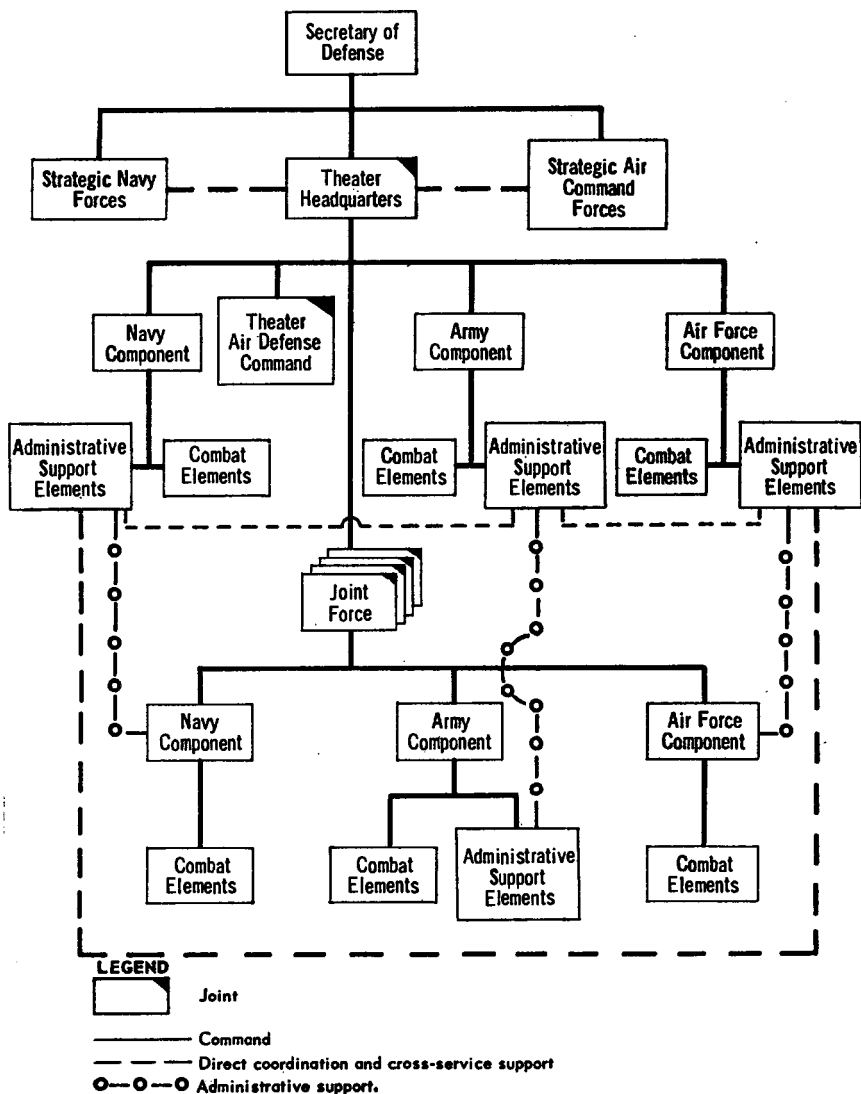 Secretary of
Defense
Strategic Navy
Forces
Theater
Headquarters
Strategic Air
Command
Forces
Navy
Component
Theater
Air Defense
Command
Army
Component
Air Force
Component
Administrative
Support
Elements
Combat
Elements
Combat
Elements
Administrative
Support
Elements
Combat
Elements
Administrative
Support
Elements
Joint
Force
Navy
Component
Army
Component
Air Force
Component
Combat
Elements
Combat
Elements
Administrative
Support
Elements
Combat
Elements
LEGEND
Joint
Command
Direct coordination and cross-service support
Administrative support.